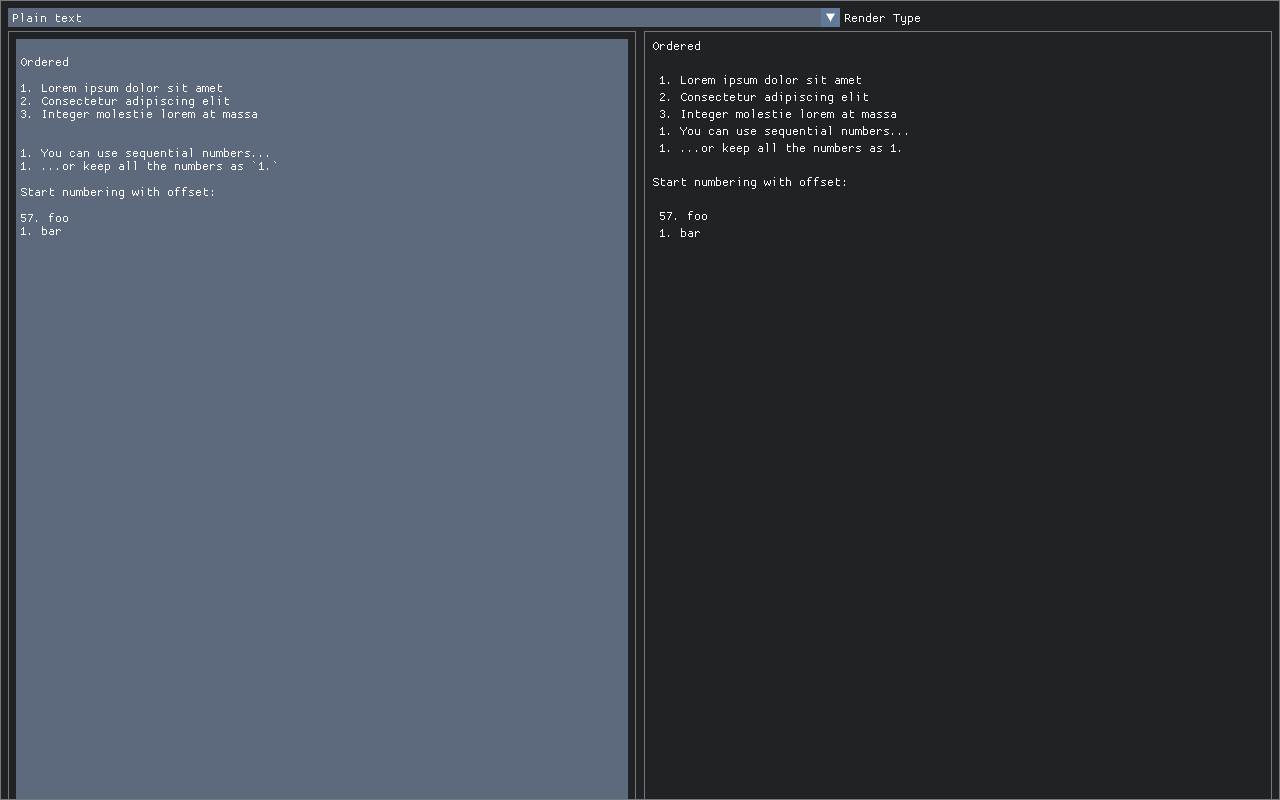 Plain text
Render Type
Ordered
1. Lorem ipsum dolor sit amet
2. Consectetur adipiscing elit
3. Integer molestie lorem at massa
1. You can use sequential numbers...
1. ...or keep all the numbers as `1.`
Start numbering with offset:
57. foo
1. bar
Ordered
1. Lorem ipsum dolor sit amet
2. Consectetur adipiscing elit
3. Integer molestie lorem at massa
1. You can use sequential numbers...
1. ...or keep all the numbers as 1.
Start numbering with offset:
57. foo
1. bar